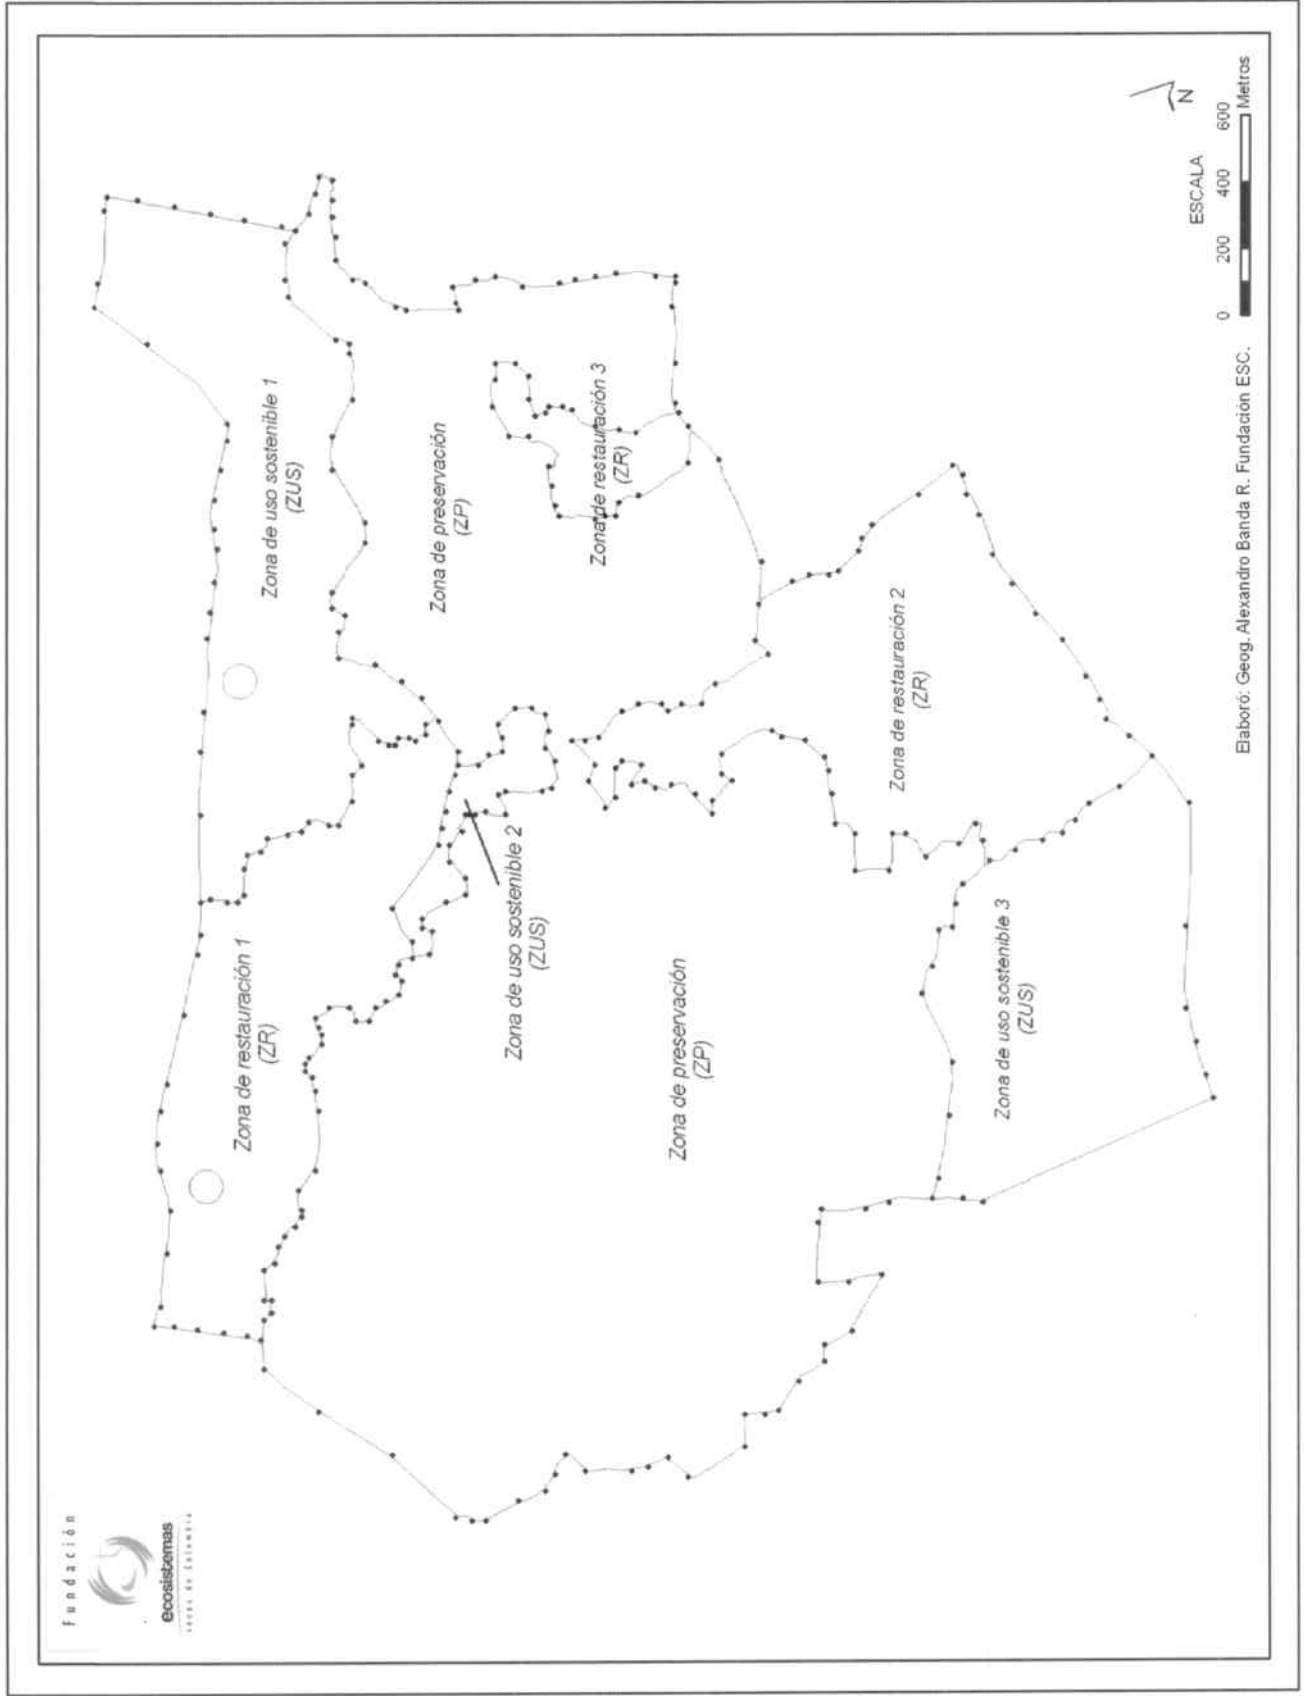 Fundación
ecosistemas
Zona de uso sostenible 1
(ZUS)
Zona de restauración 1
(ZR)
Zona de preservación
(ZP)
Zona de restauración 3
(ZR)
Zona de uso sostenible 2
(ZUS)
Zona de preservación
(ZP)
Zona de restauración 2
(ZR)
Zona de uso sostenible 3
(ZUS)
N
ESCALA
0 200 400 600
Metros
Elaboró: Geog. Alexandro Banda R. Fundación ESC.